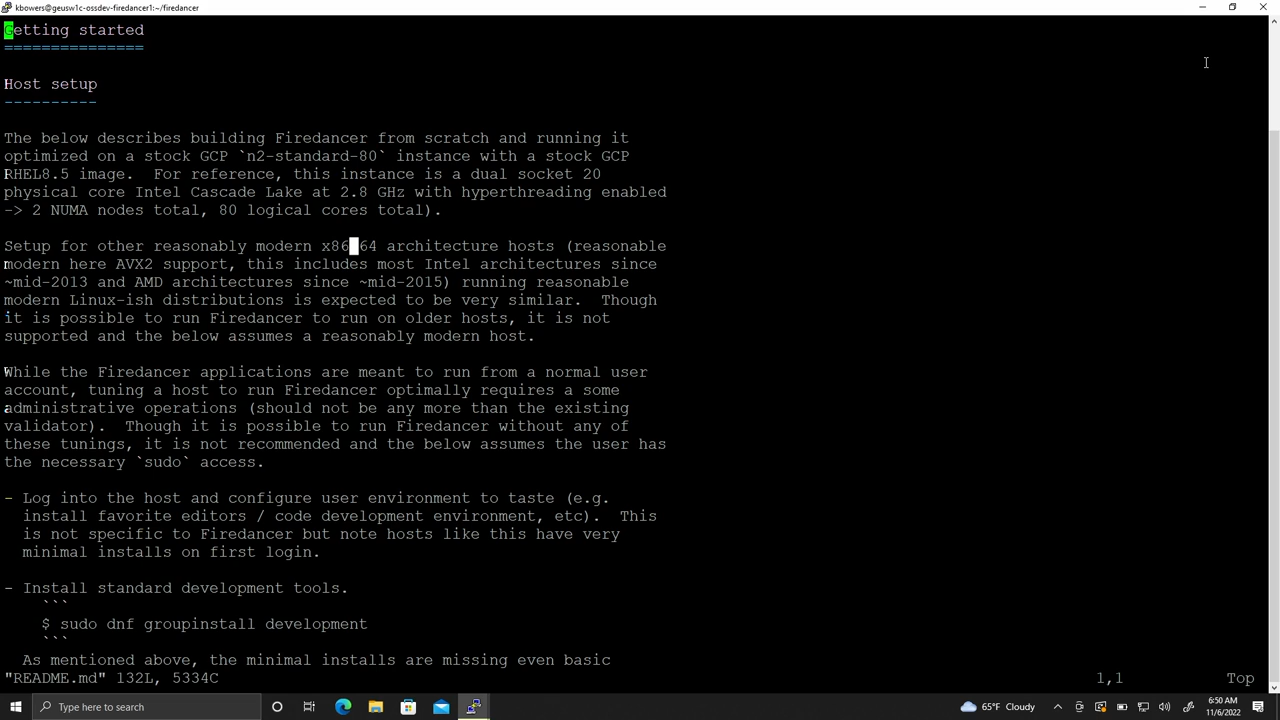 kbowers@geusw1c-ossdev-firedancer1:~/firedancer
Getting started
===============
Host setup
----------
The below describes building Firedancer from scratch and running it
optimized on a stock GCP `n2-standard-80` instance with a stock GCP
RHEL8.5 image.  For reference, this instance is a dual socket 20
physical core Intel Cascade Lake at 2.8 GHz with hyperthreading enabled
-> 2 NUMA nodes total, 80 logical cores total).
Setup for other reasonably modern x86 64 architecture hosts (reasonable
modern here AVX2 support, this includes most Intel architectures since
~mid-2013 and AMD architectures since ~mid-2015) running reasonable
modern Linux-ish distributions is expected to be very similar.  Though
it is possible to run Firedancer to run on older hosts, it is not
supported and the below assumes a reasonably modern host.
While the Firedancer applications are meant to run from a normal user
account, tuning a host to run Firedancer optimally requires a some
administrative operations (should not be any more than the existing
validator).  Though it is possible to run Firedancer without any of
these tunings, it is not recommended and the below assumes the user has
the necessary `sudo` access.
- Log into the host and configure user environment to taste (e.g.
install favorite editors / code development environment, etc).  This
is not specific to Firedancer but note hosts like this have very
minimal installs on first login.
- Install standard development tools.
```
$ sudo dnf groupinstall development
```
As mentioned above, the minimal installs are missing even basic
"README.md" 132L, 5334C 1,1 Top
Type here to search
65°F Cloudy
6:50 AM
11/6/2022